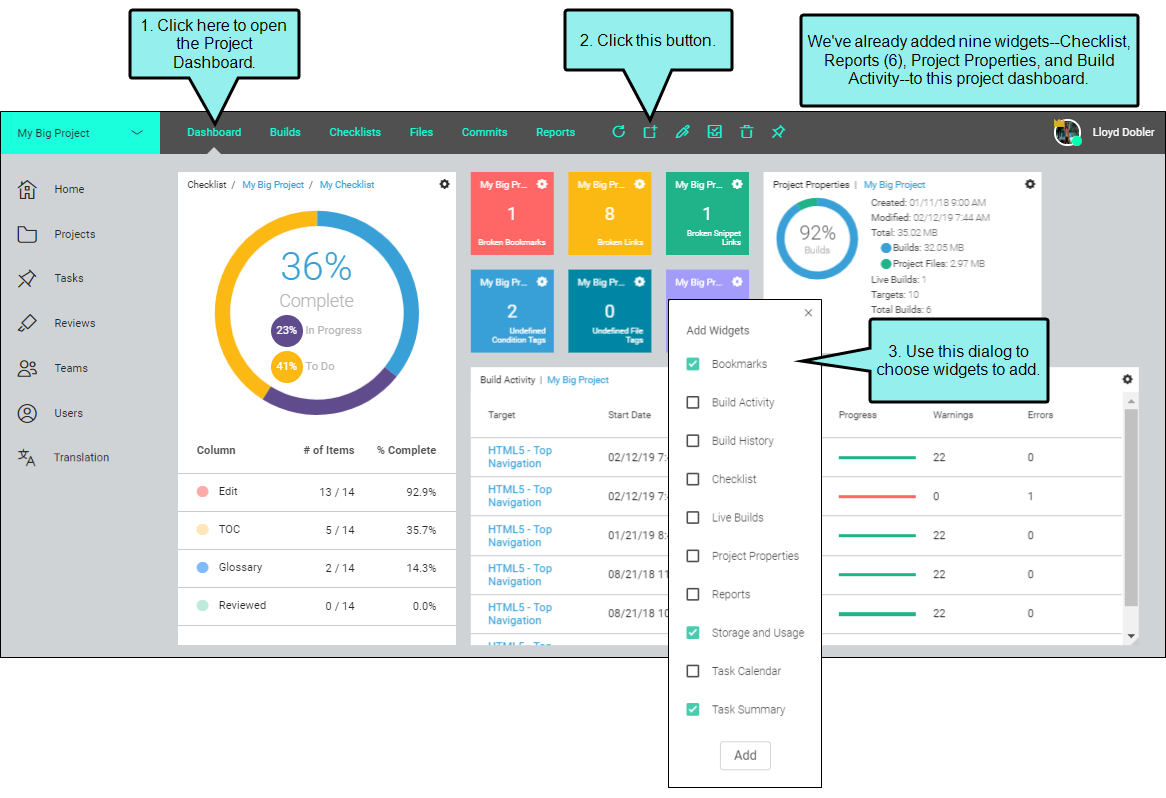 1. Click here to open
the Project
Dashboard.
2. Click this button.
We've already added nine widgets--Checklist,
Reports (6), Project Properties, and Build
Activity--to this project dashboard.
My Big Project
Dashboard
Builds
Checklists
Files
Commits
Reports
Lloyd Dobler
Home
Projects
Tasks
Reviews
Teams
Users
Translation
Checklist / My Big Project / My Checklist
36%
Complete
23% In Progress
41% To Do
Column # of Items % Complete
Edit 13 / 14 92.9%
TOC 5 / 14 35.7%
Glossary 2 / 14 14.3%
Reviewed 0 / 14 0.0%
My Big Pr...
1
Broken Bookmarks
My Big Pr...
8
Broken Links
My Big Pr...
1
Broken Snippet
Links
My Big Pr...
2
Undefined
Condition Tags
My Big Pr...
0
Undefined File
Tags
My Big Pr...
Project Properties | My Big Project
92%
Builds
Created: 01/11/18 9:00 AM
Modified: 02/12/19 7:44 AM
Total: 35.02 MB
Builds: 32.05 MB
Project Files: 2.97 MB
Live Builds: 1
Targets: 10
Total Builds: 6
Build Activity | My Big Project
Target Start Date Progress Warnings Errors
HTML5 - Top
Navigation
02/12/19 7:4
22 0
HTML5 - Top
Navigation
02/12/19 7:
0 1
HTML5 - Top
Navigation
01/21/19 8:4
22 0
HTML5 - Top
Navigation
08/21/18 11
22 0
HTML5 - Top
Navigation
08/21/18 10
22 0
Add Widgets
Bookmarks
Build Activity
Build History
Checklist
Live Builds
Project Properties
Reports
Storage and Usage
Task Calendar
Task Summary
Add
3. Use this dialog to
choose widgets to add.